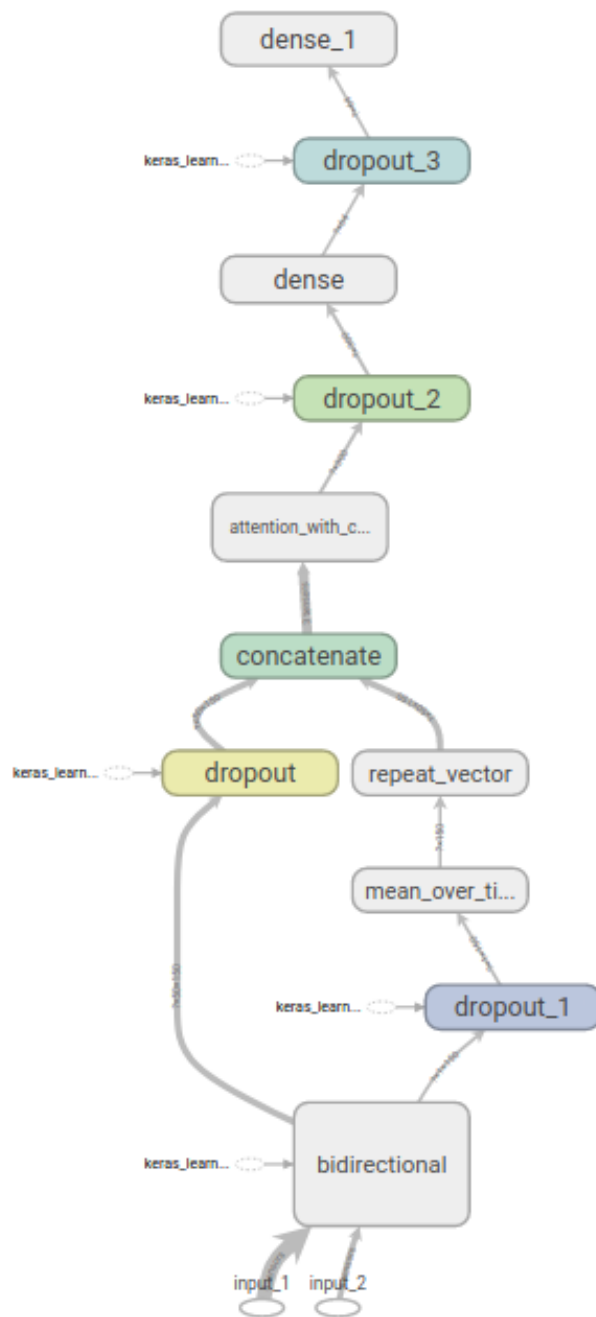 dense_1
keras_learn...
dropout_3
dense
keras_learn...
dropout_2
attention_with_c...
concatenate
keras_learn...
dropout
repeat_vector
mean_over_ti...
keras_learn...
dropout_1
keras_learn...
bidirectional
input_1
input_2